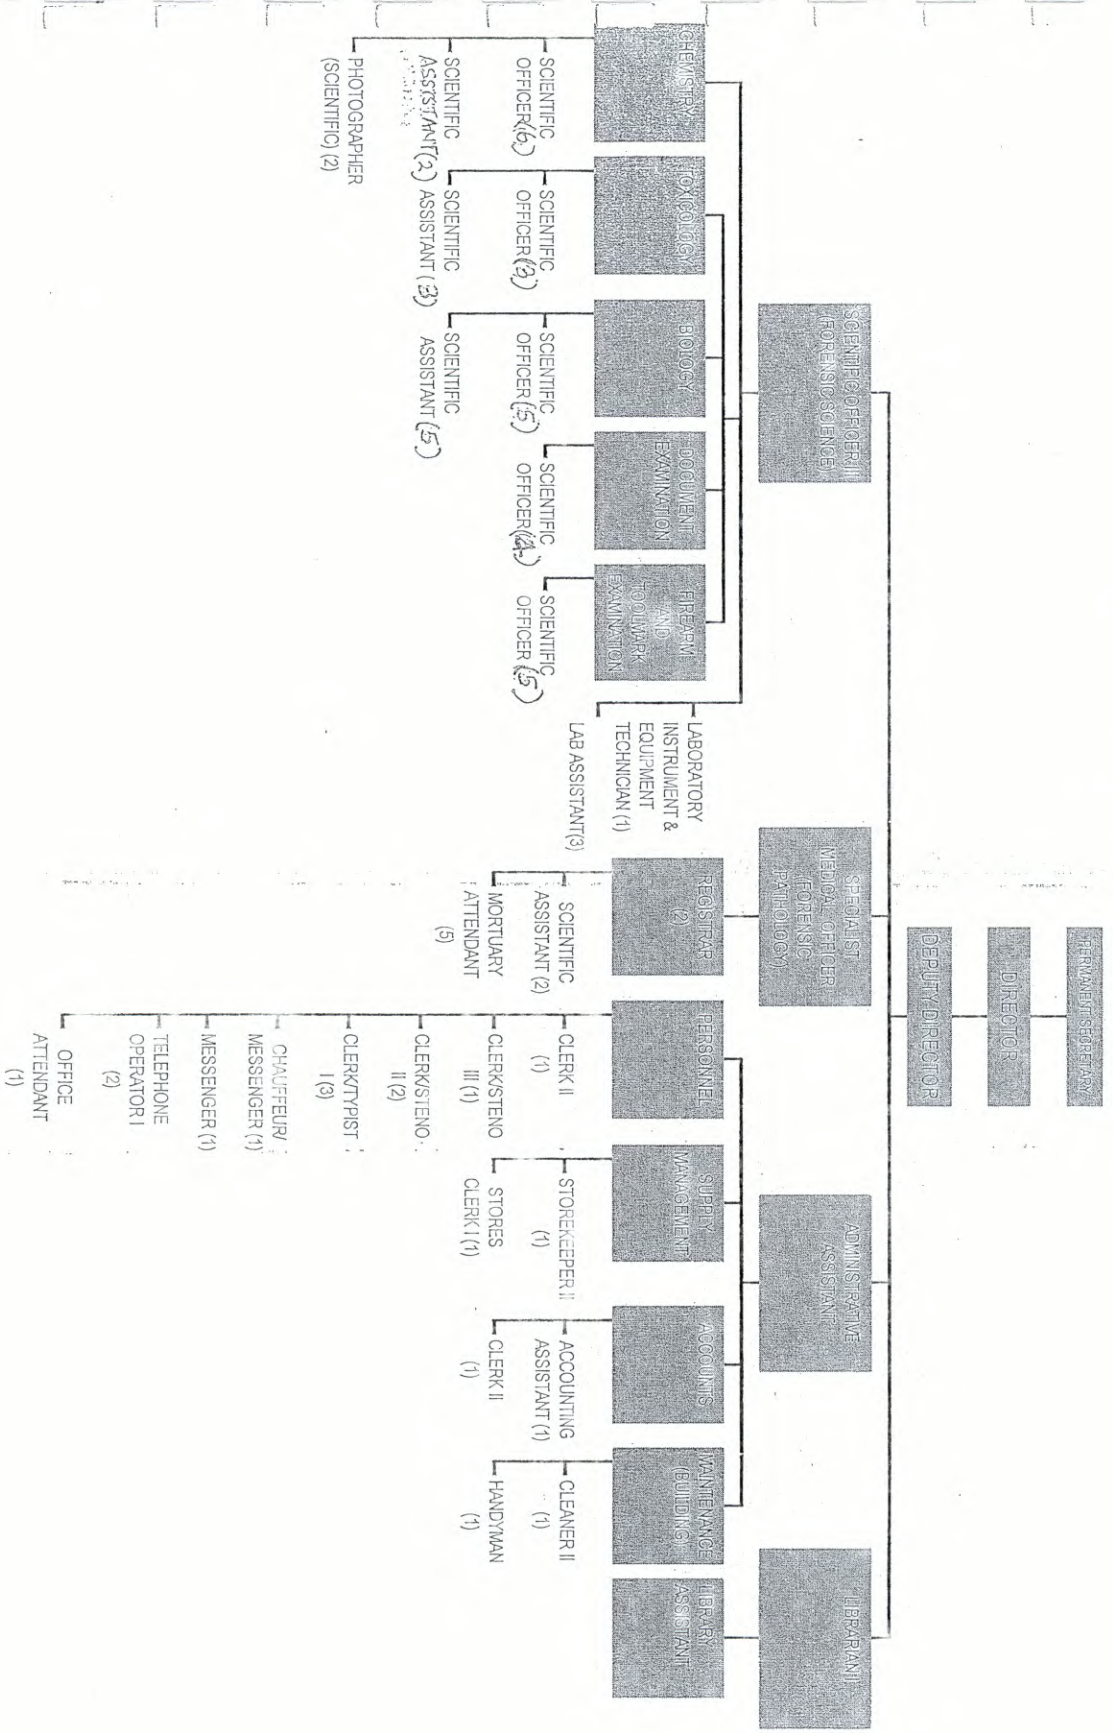 PERMANENT SECRETARY
DIRECTOR
DEPUTY DIRECTOR
SCIENTIFIC OFFICER III
(FORENSIC SCIENCE)
SPECIALIST
MEDICAL OFFICER
(FORENSIC
PATHOLOGY)
ADMINISTRATIVE
ASSISTANT
LIBRARIAN II
CHEMISTRY
TOXICOLOGY
BIOLOGY
DOCUMENT
EXAMINATION
FIREARM
AND
TOOLMARK
EXAMINATION
LABORATORY
INSTRUMENT &
EQUIPMENT
TECHNICIAN (1)
LAB ASSISTANT(3)
REGISTRAR
(2)
PERSONNEL
SUPPLY
MANAGEMENT
ACCOUNTS
MAINTENANCE
(BUILDING)
LIBRARY
ASSISTANT
SCIENTIFIC
OFFICER(6)
SCIENTIFIC
ASSISTANT(2)
PHOTOGRAPHER
(SCIENTIFIC) (2)
SCIENTIFIC
OFFICER(3)
SCIENTIFIC
ASSISTANT (3)
SCIENTIFIC
OFFICER(5)
SCIENTIFIC
ASSISTANT (5)
SCIENTIFIC
OFFICER
SCIENTIFIC
OFFICER (5)
SCIENTIFIC
ASSISTANT (2)
MORTUARY
ATTENDANT
(5)
CLERK II
(1)
CLERK/STENO
III (1)
CLERK/STENO
II (2)
CLERK/TYPIST
I (3)
CHAUFFEUR/
MESSENGER (1)
MESSENGER (1)
TELEPHONE
OPERATOR I
(2)
OFFICE
ATTENDANT
(1)
STOREKEEPER II
(1)
STORES
CLERK I (1)
ACCOUNTING
ASSISTANT (1)
CLERK II
(1)
CLEANER II
(1)
HANDYMAN
(1)